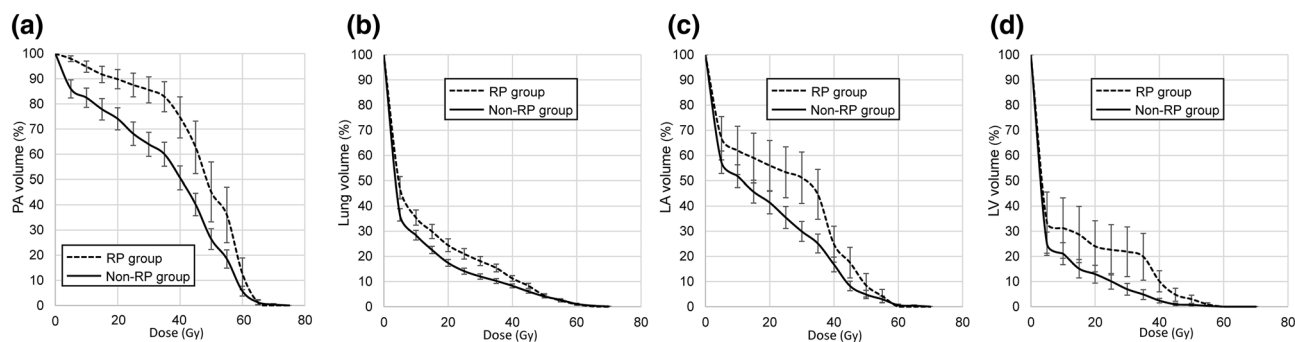 (a)
PA volume (%)
100
90
80
70
60
50
40
30
20
10
0
RP group
Non-RP group
0 20 40 60 80
Dose (Gy)
(b)
Lung volume (%)
100
90
80
70
60
50
40
30
20
10
0
RP group
Non-RP group
0 20 40 60 80
Dose (Gy)
(c)
LA volume (%)
100
90
80
70
60
50
40
30
20
10
0
RP group
Non-RP group
0 20 40 60 80
Dose (Gy)
(d)
LV volume (%)
100
90
80
70
60
50
40
30
20
10
0
RP group
Non-RP group
0 20 40 60 80
Dose (Gy)